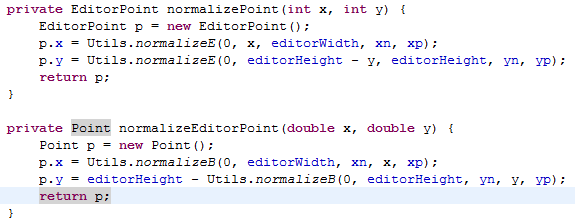 private EditorPoint normalizePoint(int x, int y) {
    EditorPoint p = new EditorPoint();
    p.x = Utils.normalizeE(0, x, editorWidth, xn, xp);
    p.y = Utils.normalizeE(0, editorHeight - y, editorHeight, yn, yp);
    return p;
}

private Point normalizeEditorPoint(double x, double y) {
    Point p = new Point();
    p.x = Utils.normalizeB(0, editorWidth, xn, x, xp);
    p.y = editorHeight - Utils.normalizeB(0, editorHeight, yn, y, yp);
    return p;
}